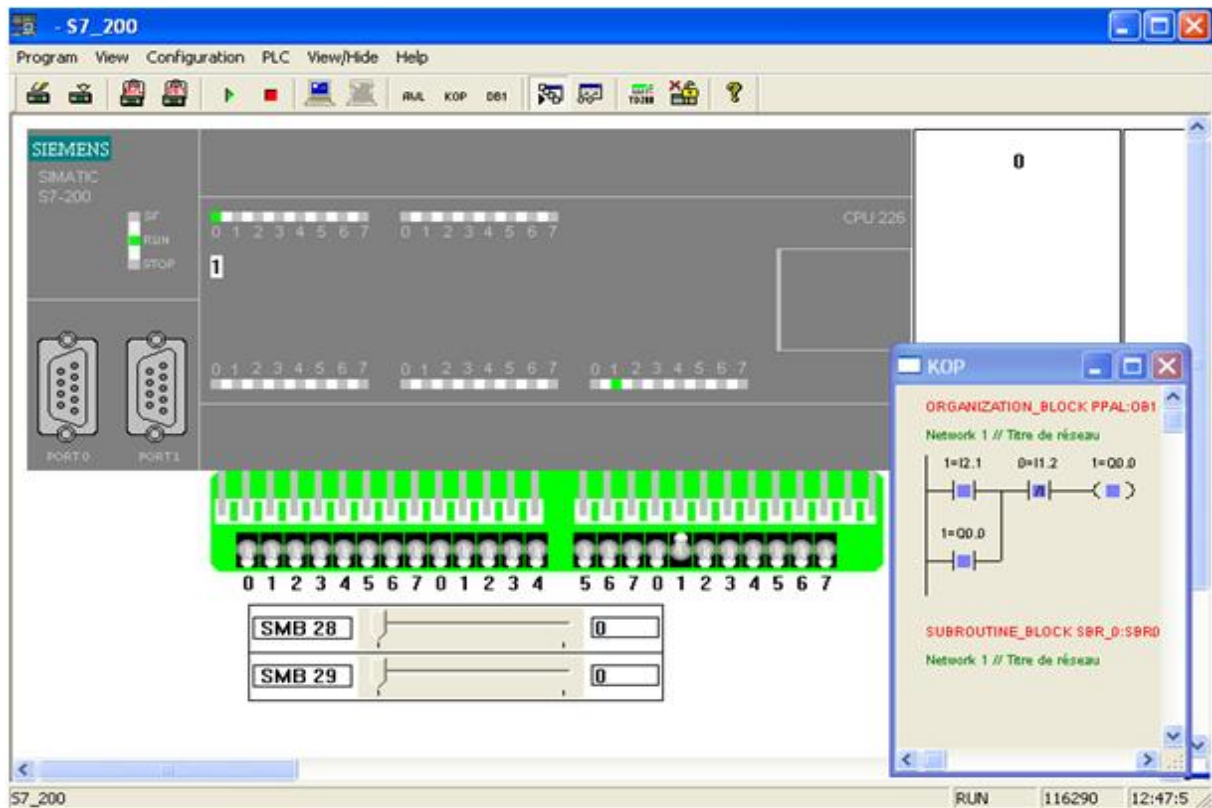 - S7_200
Program View Configuration PLC View/Hide Help
AWL KOP DB1 TD200
SIEMENS
SIMATIC
S7-200
SF
RUN
STOP
0 1 2 3 4 5 6 7 0 1 2 3 4 5 6 7
CPU 226
0
1
0 1 2 3 4 5 6 7 0 1 2 3 4 5 6 7 0 1 2 3 4 5 6 7
PORT 0 PORT 1
0 1 2 3 4 5 6 7 0 1 2 3 4 5 6 7 0 1 2 3 4 5 6 7
SMB 28 0
SMB 29 0
KOP
ORGANIZATION_BLOCK PPAL:OB1
Network 1 // Titre de réseau
1=I2.1 0=I1.2 1=Q0.0
1=Q0.0
SUBROUTINE_BLOCK SBR_0:SBR0
Network 1 // Titre de réseau
S7_200 RUN 116290 12:47:5